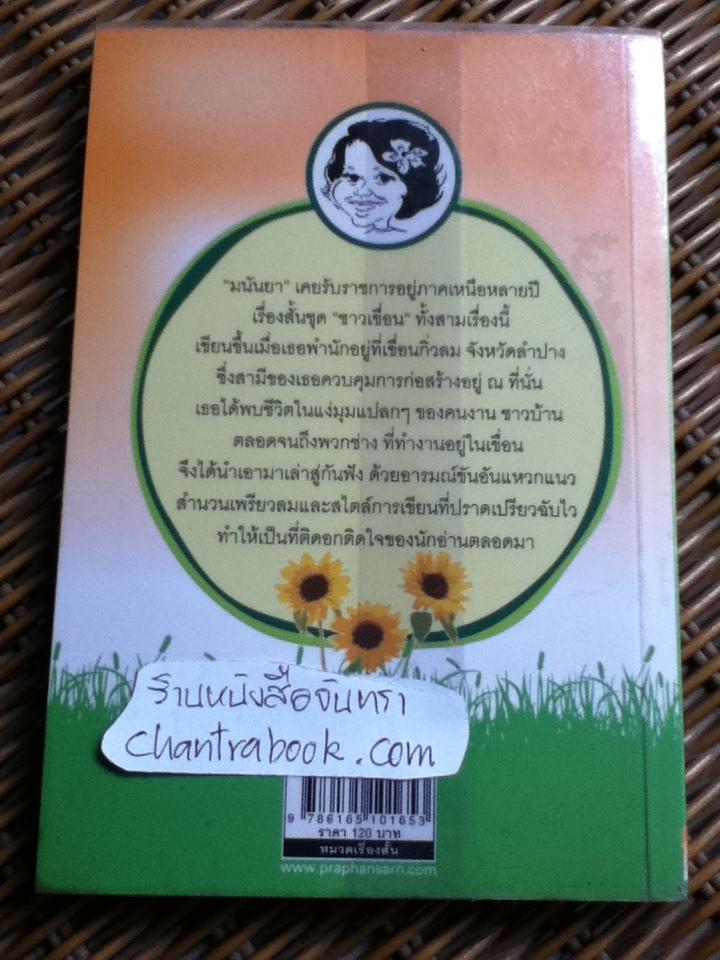 "มนันยา" เคยรับราชการอยู่ภาคเหนือหลายปี
เรื่องสั้นชุด "ชาวเขื่อน" ทั้งสามเรื่องนี้
เขียนขึ้นเมื่อเธอพำนักอยู่ที่เขื่อนกิ่วลม จังหวัดลำปาง
ซึ่งสามีของเธอควบคุมการก่อสร้างอยู่ ณ ที่นั่น
เธอได้พบชีวิตในแง่มุมแปลกๆ ของคนงาน ชาวบ้าน
ตลอดจนถึงพวกช่าง ที่ทำงานอยู่ในเขื่อน
จึงได้นำเอามาเล่าสู่กันฟัง ด้วยอารมณ์ขันอันแหวกแนว
สำนวนเพรียวลมและสไตล์การเขียนที่ปราดเปรียวฉับไว
ทำให้เป็นที่ติดอกติดใจของนักอ่านตลอดมา
ร้านหนังสือจันทรา
chantrabook.com
9 786165 101653
ราคา 120 บาท
หมวดเรื่องสั้น
www.praphansarn.com